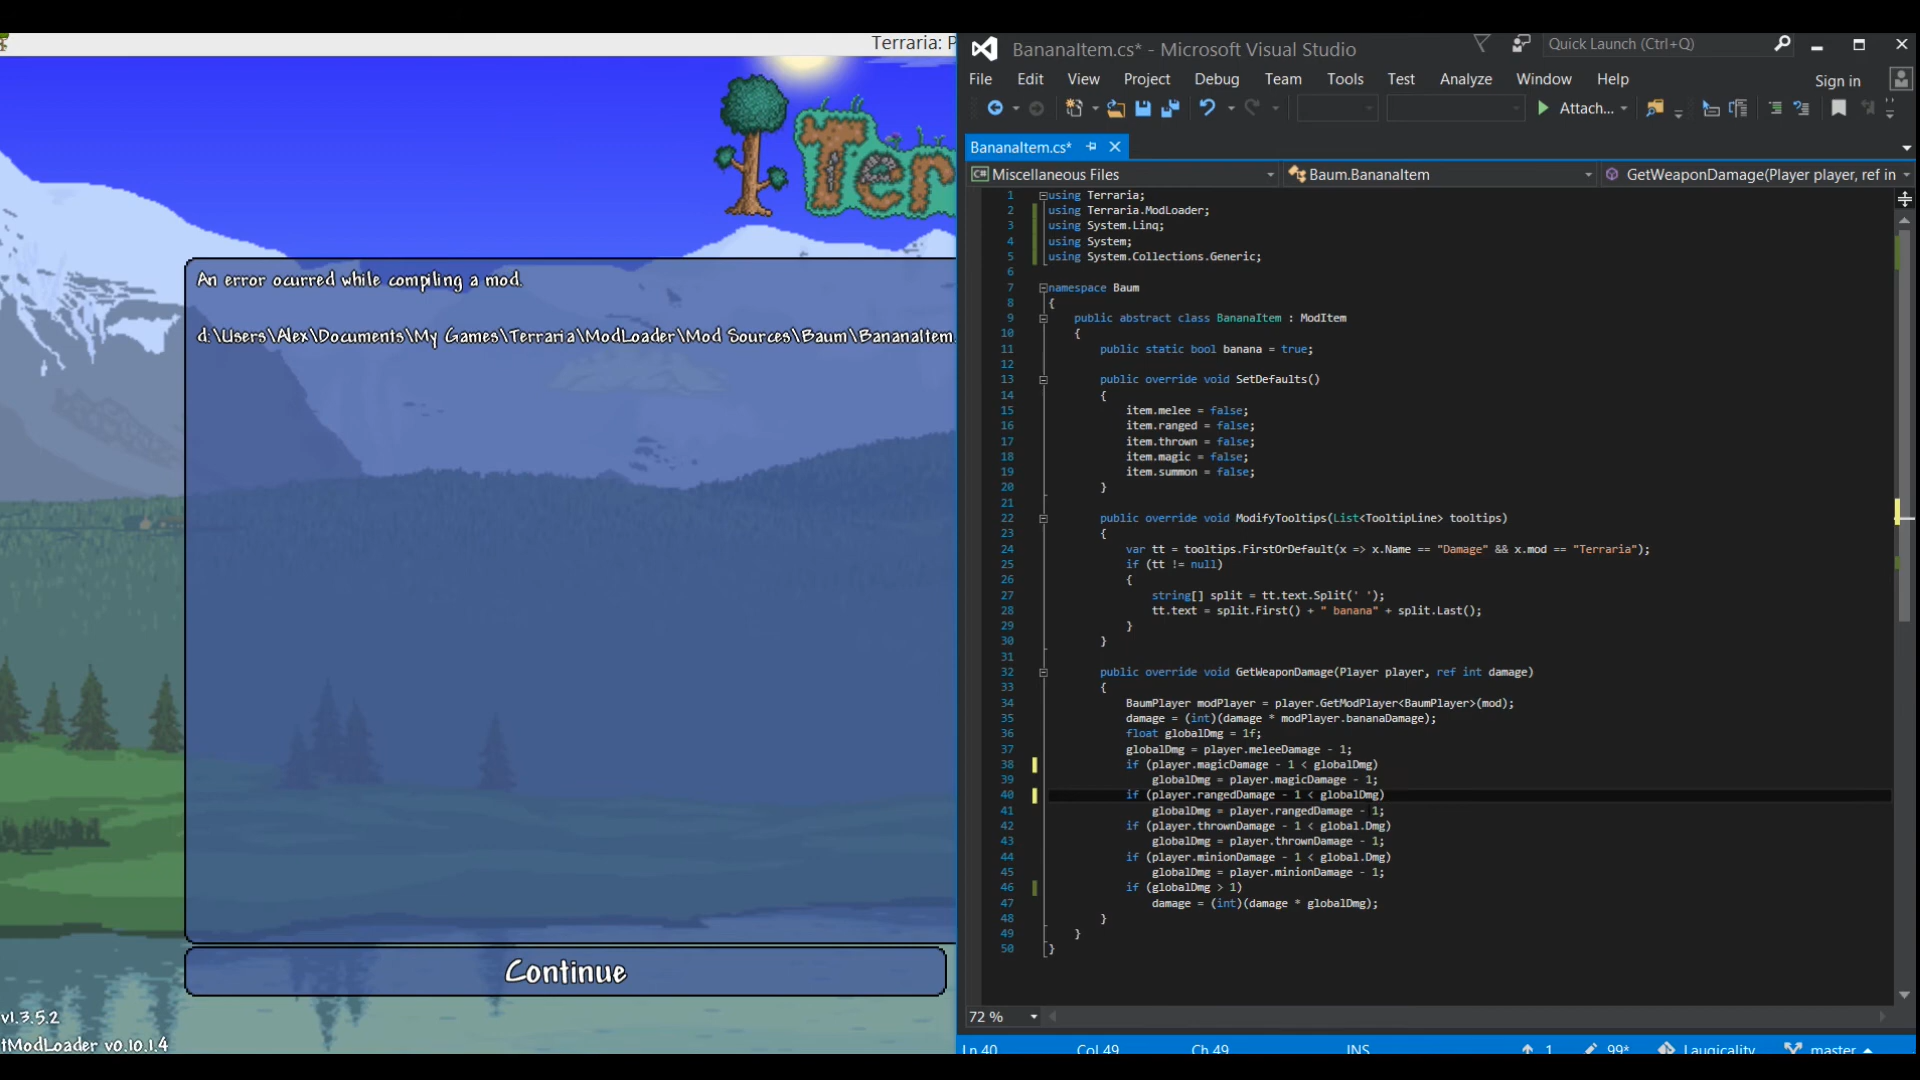 Terraria: P
Ter
An error ocurred while compiling a mod.
d:\Users\Alex\Documents\My Games\Terraria\ModLoader\Mod Sources\Baum\BananaItem.
Continue
v1.3.5.2
tModLoader v0.10.1.4
BananaItem.cs* - Microsoft Visual Studio
Quick Launch (Ctrl+Q)
File Edit View Project Debug Team Tools Test Analyze Window Help
Sign in
Attach...
BananaItem.cs*
C# Miscellaneous Files
Baum.BananaItem
GetWeaponDamage(Player player, ref in
1 using Terraria;
2 using Terraria.ModLoader;
3 using System.Linq;
4 using System;
5 using System.Collections.Generic;
6
7 namespace Baum
8 {
9 public abstract class BananaItem : ModItem
10 {
11 public static bool banana = true;
12
13 public override void SetDefaults()
14 {
15 item.melee = false;
16 item.ranged = false;
17 item.thrown = false;
18 item.magic = false;
19 item.summon = false;
20 }
21
22 public override void ModifyTooltips(List<TooltipLine> tooltips)
23 {
24 var tt = tooltips.FirstOrDefault(x => x.Name == "Damage" && x.mod == "Terraria");
25 if (tt != null)
26 {
27 string[] split = tt.text.Split(' ');
28 tt.text = split.First() + " banana" + split.Last();
29 }
30 }
31
32 public override void GetWeaponDamage(Player player, ref int damage)
33 {
34 BaumPlayer modPlayer = player.GetModPlayer<BaumPlayer>(mod);
35 damage = (int)(damage * modPlayer.bananaDamage);
36 float globalDmg = 1f;
37 globalDmg = player.meleeDamage - 1;
38 if (player.magicDamage - 1 < globalDmg)
39 globalDmg = player.magicDamage - 1;
40 if (player.rangedDamage - 1 < globalDmg)
41 globalDmg = player.rangedDamage - 1;
42 if (player.thrownDamage - 1 < global.Dmg)
43 globalDmg = player.thrownDamage - 1;
44 if (player.minionDamage - 1 < global.Dmg)
45 globalDmg = player.minionDamage - 1;
46 if (globalDmg > 1)
47 damage = (int)(damage * globalDmg);
48 }
49 }
50 }
72 %
Ln 40 Col 49 Ch 49 INS 1 99* Laugicality master